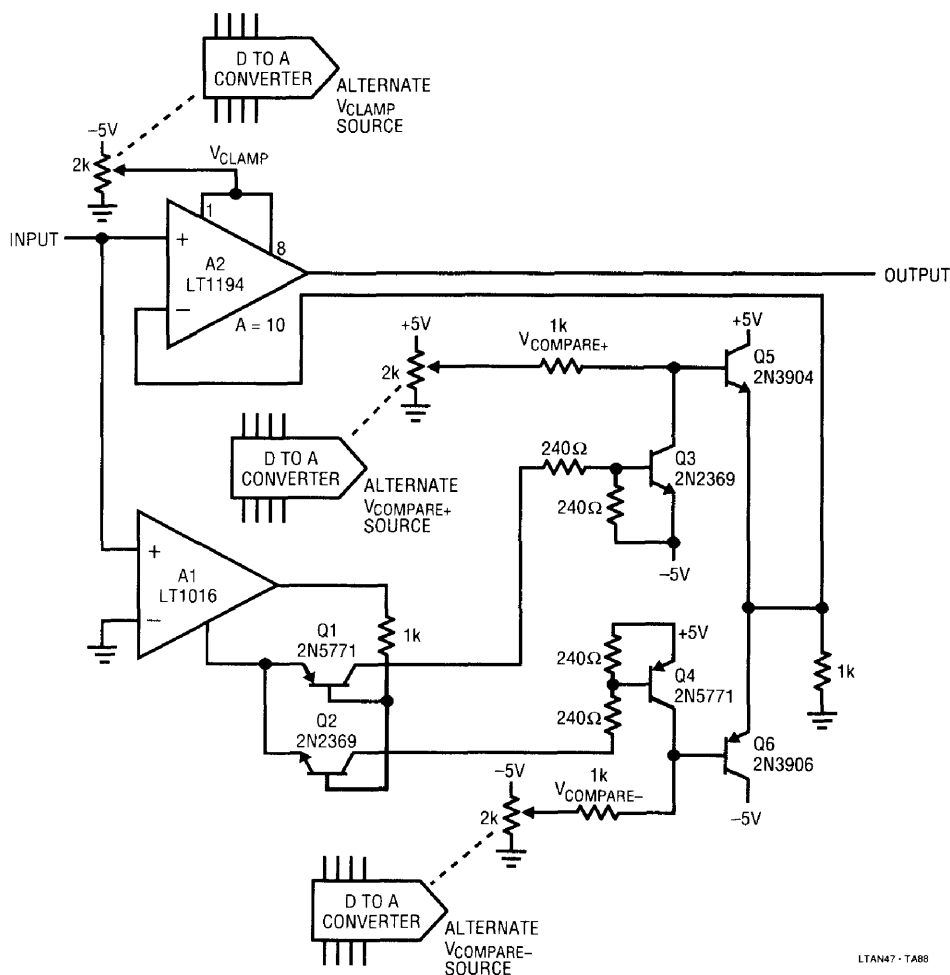 D TO A
CONVERTER
ALTERNATE
VCLAMP
SOURCE
–5V
2k
VCLAMP
1
8
INPUT
+
A2
LT1194
–
A = 10
OUTPUT
+5V
2k
1k
VCOMPARE+
+5V
Q5
2N3904
D TO A
CONVERTER
ALTERNATE
VCOMPARE+
SOURCE
240Ω
240Ω
Q3
2N2369
–5V
+
A1
LT1016
–
1k
Q1
2N5771
Q2
2N2369
240Ω
240Ω
+5V
Q4
2N5771
1k
Q6
2N3906
–5V
–5V
2k
1k
VCOMPARE–
D TO A
CONVERTER
ALTERNATE
VCOMPARE–
SOURCE
LTAN47 • TA88